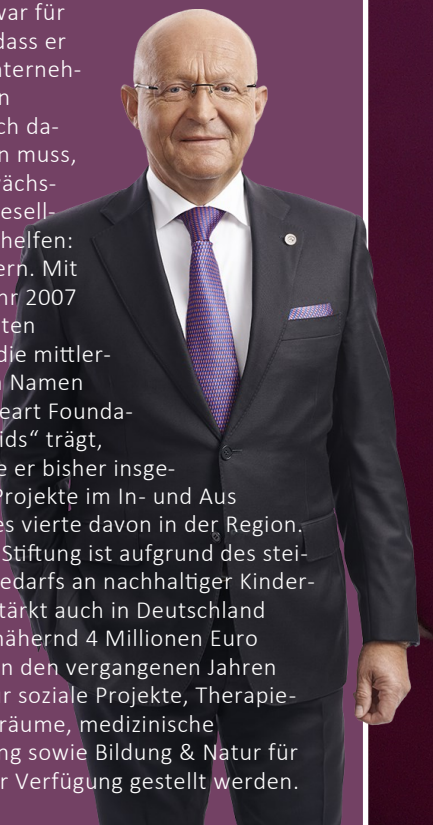 war für
dass er
nterneh-
n
ch da-
n muss,
ächs-
esell-
helfen:
ern. Mit
hr 2007
ten
die mittler-
n Namen
eart Founda-
ids“ trägt,
e er bisher insge-
Projekte im In- und Aus
es vierte davon in der Region.
Stiftung ist aufgrund des stei-
edarfs an nachhaltiger Kinder-
tärkt auch in Deutschland
nähernd 4 Millionen Euro
n den vergangenen Jahren
ür soziale Projekte, Therapie-
räume, medizinische
ng sowie Bildung & Natur für
r Verfügung gestellt werden.